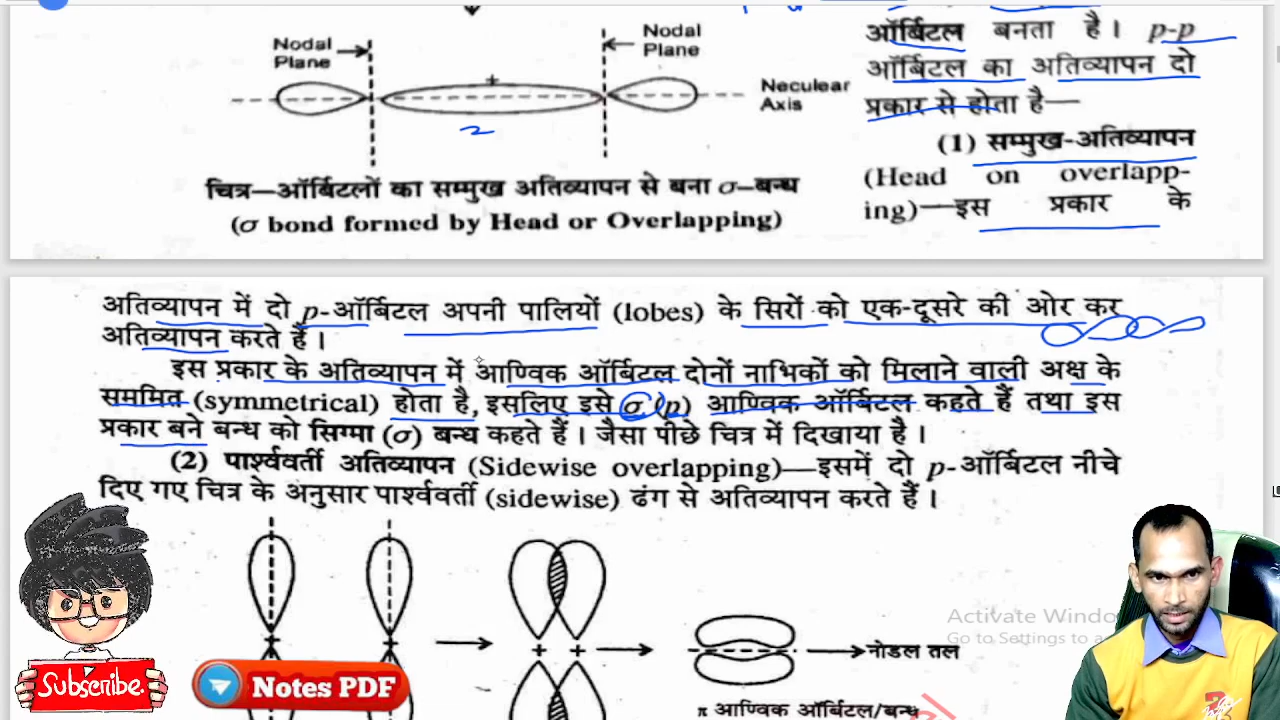 Nodal
Plane
Nodal
Plane
+
Neculear
Axis
2
चित्र—ऑर्बिटलों का सम्मुख अतिव्यापन से बना σ–बन्ध
(σ bond formed by Head or Overlapping)
ऑर्बिटल बनता है। p-p
ऑर्बिटल का अतिव्यापन दो
प्रकार से होता है—
(1) सम्मुख-अतिव्यापन
(Head on overlapp-
ing)—इस प्रकार के
अतिव्यापन में दो p-ऑर्बिटल अपनी पालियों (lobes) के सिरों को एक-दूसरे की ओर कर
अतिव्यापन करते हैं।
इस प्रकार के अतिव्यापन में आण्विक ऑर्बिटल दोनों नाभिकों को मिलाने वाली अक्ष के
सममित (symmetrical) होता है, इसलिए इसे σ (p) आण्विक ऑर्बिटल कहते हैं तथा इस
प्रकार बने बन्ध को सिग्मा (σ) बन्ध कहते हैं। जैसा पीछे चित्र में दिखाया है।
(2) पार्श्ववर्ती अतिव्यापन (Sidewise overlapping)—इसमें दो p-ऑर्बिटल नीचे
दिए गए चित्र के अनुसार पार्श्ववर्ती (sidewise) ढंग से अतिव्यापन करते हैं।
+ + + +
नोडल तल
π आण्विक ऑर्बिटल/बन्ध
Activate Windo
Go to Settings to a
Subscribe.
Notes PDF